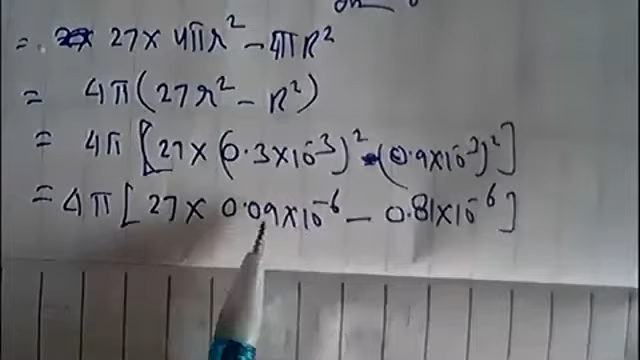 = 27×4πr² - 4πR²
= 4π(27r² - R²)
= 4π[27×(0.3×10⁻³)² - (0.9×10⁻³)²]
= 4π[27× 0.09×10⁻⁶ - 0.81×10⁻⁶]